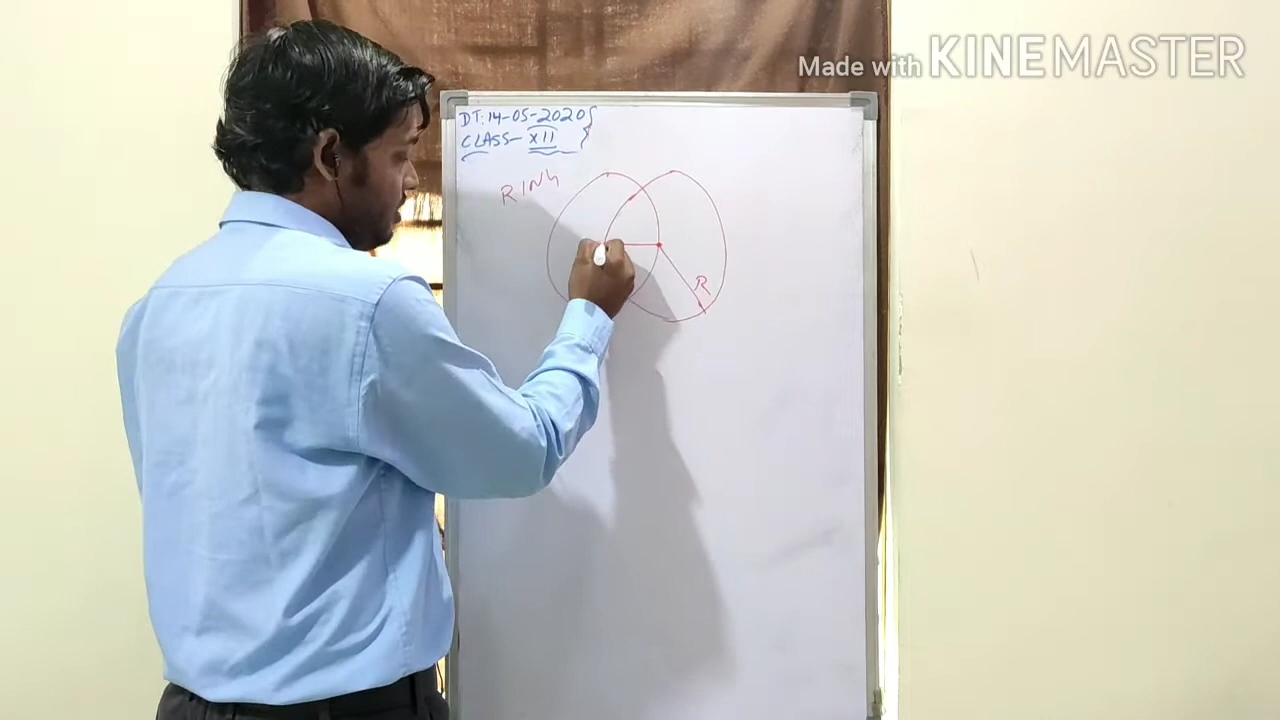 Made with KINEMASTER
DT: 14-05-2020
CLASS- XII
RING
R